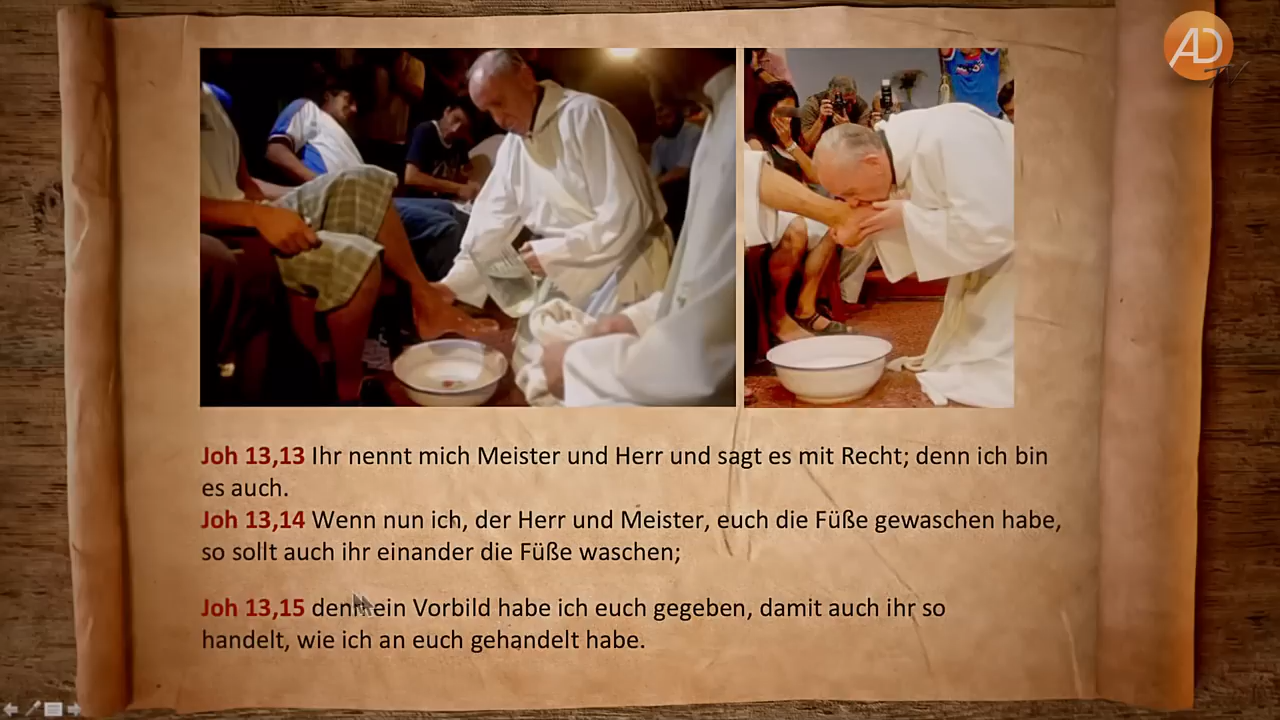 AD
TV
Joh 13,13 Ihr nennt mich Meister und Herr und sagt es mit Recht; denn ich bin
es auch.
Joh 13,14 Wenn nun ich, der Herr und Meister, euch die Füße gewaschen habe,
so sollt auch ihr einander die Füße waschen;
Joh 13,15 denn ein Vorbild habe ich euch gegeben, damit auch ihr so
handelt, wie ich an euch gehandelt habe.